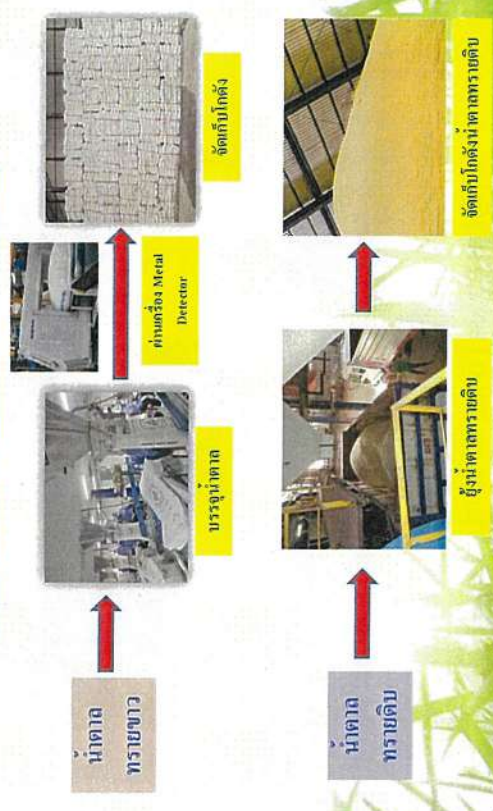 น้ำตาล
ทรายขาว
บรรจุน้ำตาล
ผ่านเครื่อง Metal
Detector
จัดเก็บโกดัง
น้ำตาล
ทรายดิบ
ยุ้งน้ำตาลทรายดิบ
จัดเก็บโกดังน้ำตาลทรายดิบ